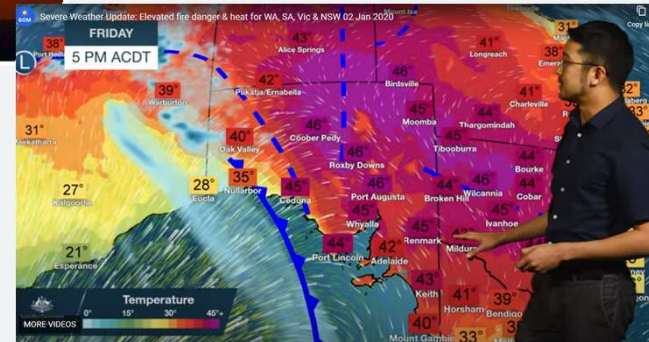 BOM
Severe Weather Update: Elevated fire danger & heat for WA, SA, Vic & NSW 02 Jan 2020
Copy
FRIDAY
5 PM ACDT
L
38°
43°
Alice Springs
41°
Longreach
31°
38°
39°
Warburton
42°
Pukatja/Ernabella
46°
Birdsville
41°
Charleville
31°
40°
Oak Valley
46°
Coober Pedy
45°
Moomba
44°
Thargomindah
45°
Tibooburra
46°
Roxby Downs
44°
Bourke
27°
Kalgoorlie
28°
Eucla
35°
Nullarbor
45°
Ceduna
46°
Port Augusta
44°
Broken Hill
46°
Wilcannia
44°
Cobar
45°
Whyalla
45°
Ivanhoe
21°
Esperance
44°
Port Lincoln
42°
Adelaide
45°
Renmark
Mildura
43°
Keith
41°
Horsham
39°
Bendigo
40°
Mount Gambier
33°
Temperature
0° 15° 30° 45°+
MORE VIDEOS